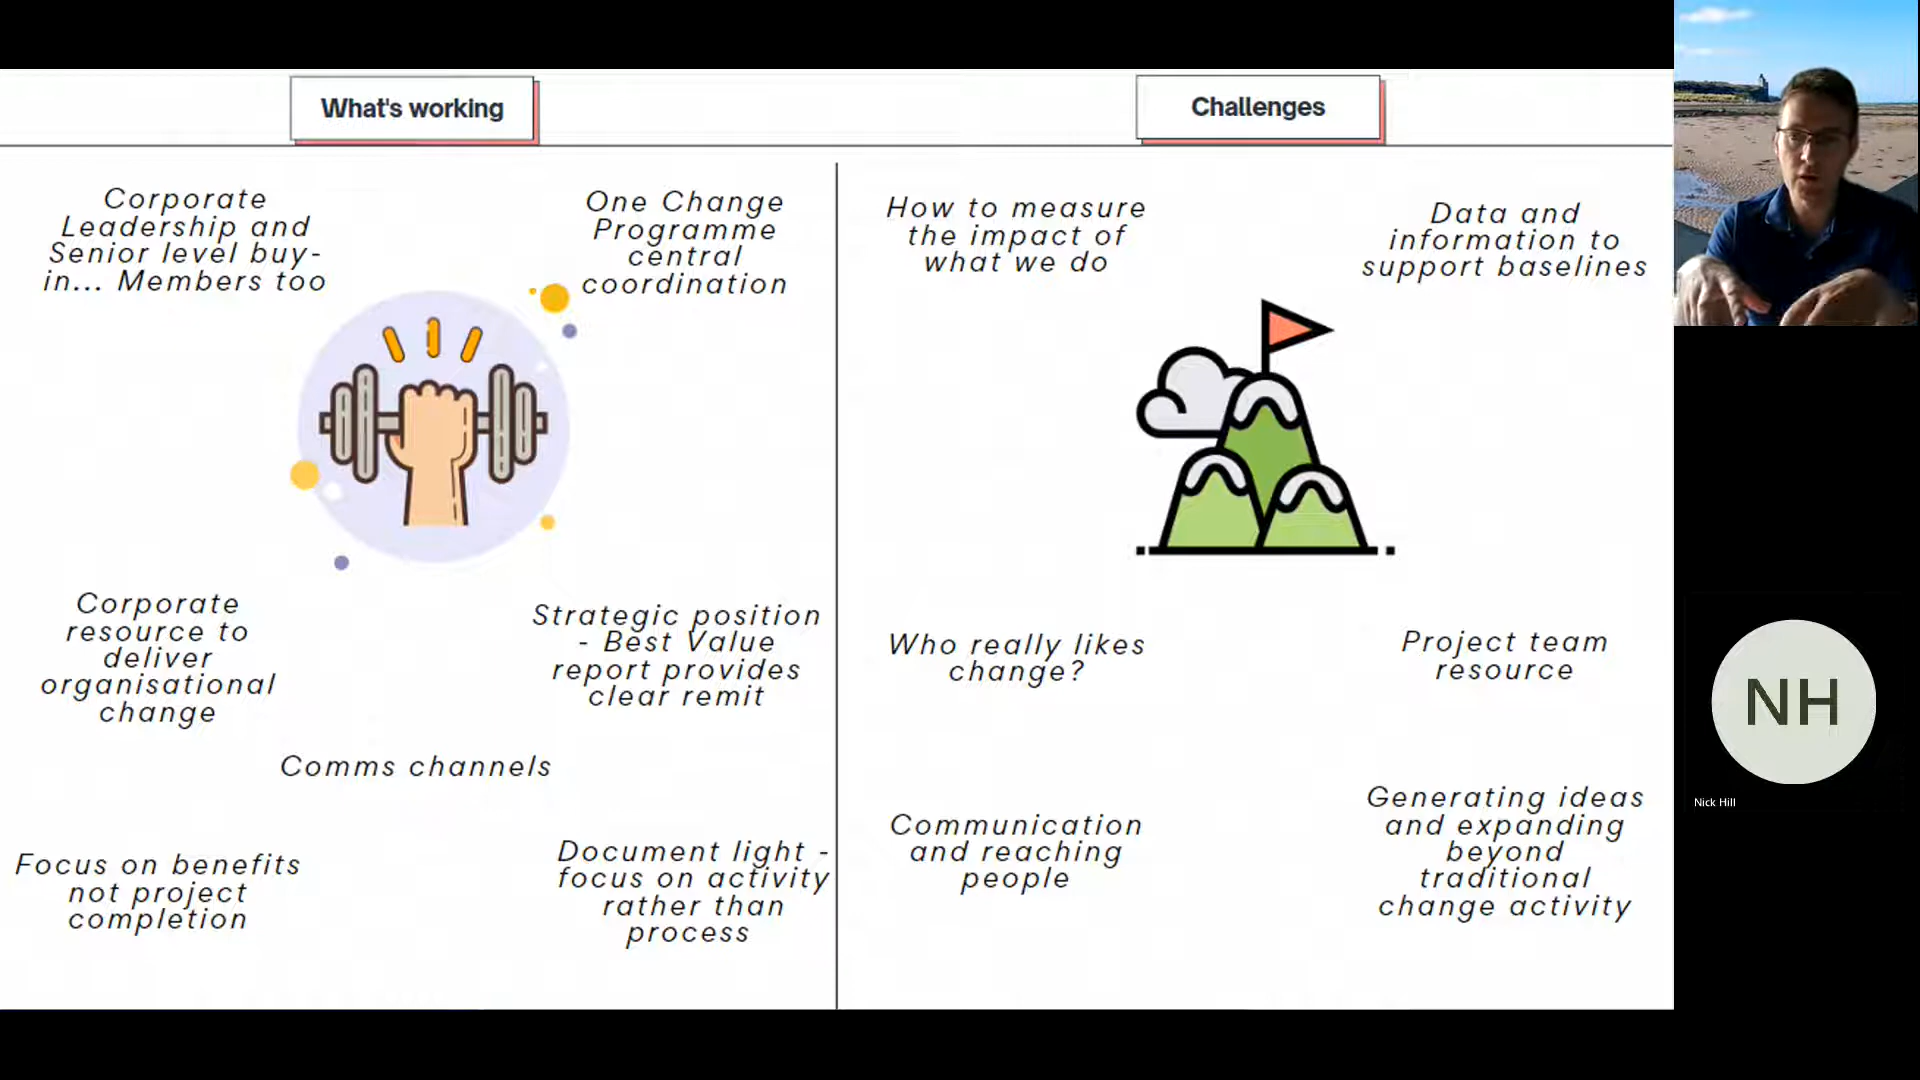 What's working
Challenges
Corporate
Leadership and
Senior level buy-
in... Members too
One Change
Programme
central
coordination
How to measure
the impact of
what we do
Data and
information to
support baselines
Corporate
resource to
deliver
organisational
change
Strategic position
- Best Value
report provides
clear remit
Who really likes
change?
Project team
resource
Comms channels
Focus on benefits
not project
completion
Document light -
focus on activity
rather than
process
Communication
and reaching
people
Generating ideas
and expanding
beyond
traditional
change activity
NH
Nick Hill